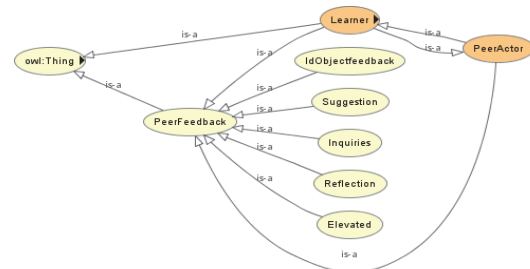 Learner
is-a
is-a
is-a
PeerActor
owl:Thing
IdObjectfeedback
is-a
is-a
is-a
Suggestion
is-a
PeerFeedback
is-a
Inquiries
is-a
Reflection
is-a
Elevated
is-a